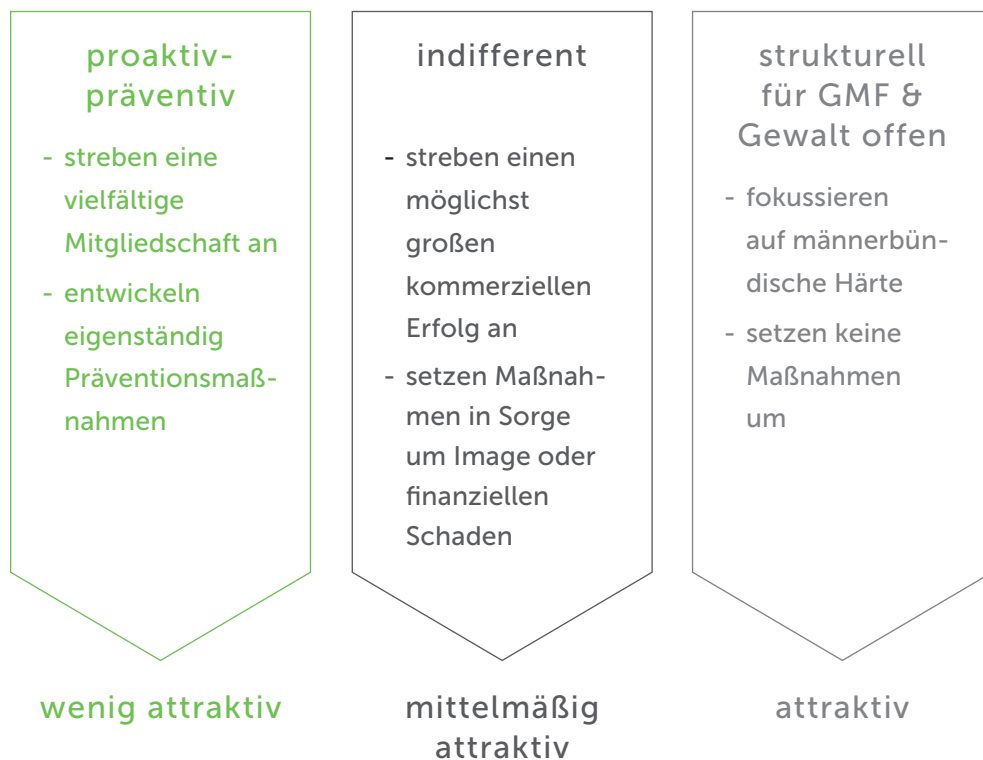 proaktiv-
präventiv
- streben eine
vielfältige
Mitgliedschaft an
- entwickeln
eigenständig
Präventionsmaß-
nahmen
wenig attraktiv
indifferent
- streben einen
möglichst
großen
kommerziellen
Erfolg an
- setzen Maßnah-
men in Sorge
um Image oder
finanziellen
Schaden
mittelmäßig
attraktiv
strukturell
für GMF &
Gewalt offen
- fokussieren
auf männerbün-
dische Härte
- setzen keine
Maßnahmen
um
attraktiv